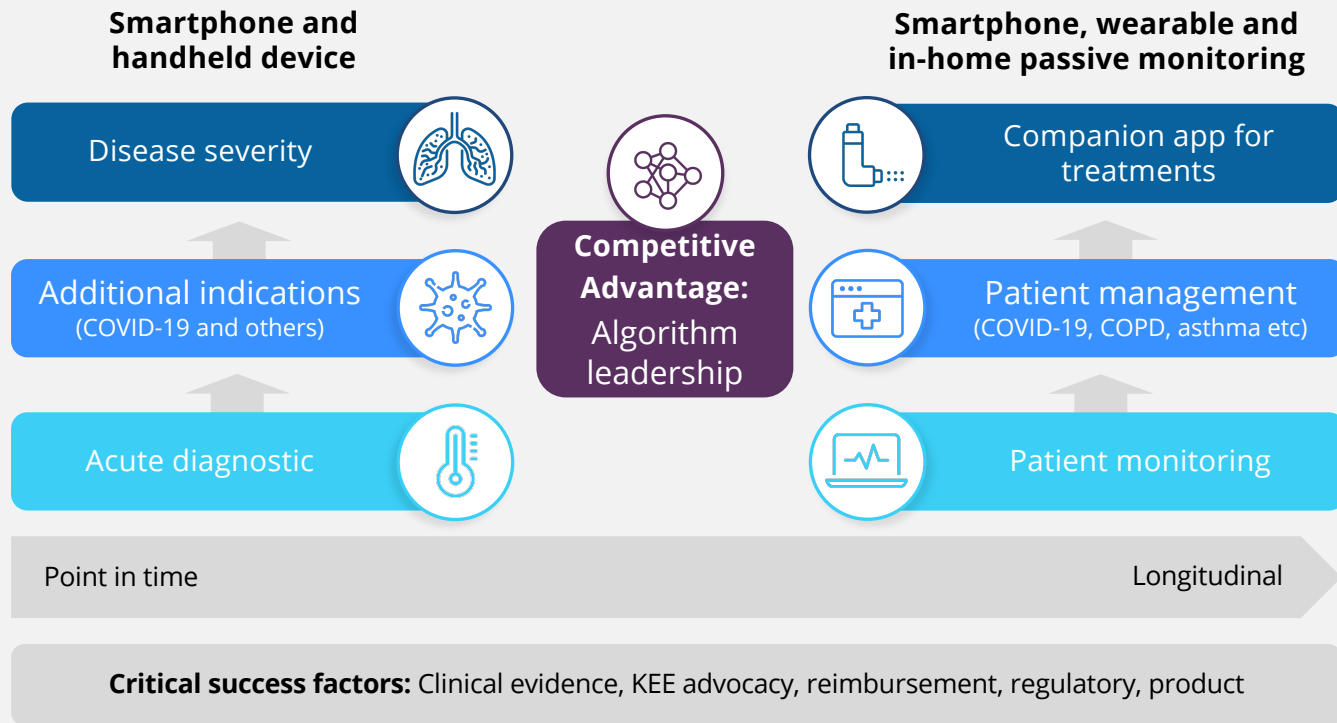 Smartphone and
handheld device
Smartphone, wearable and
in-home passive monitoring
Disease severity
Companion app for
treatments
Competitive
Advantage:
Algorithm
leadership
Additional indications
(COVID-19 and others)
Patient management
(COVID-19, COPD, asthma etc)
Acute diagnostic
Patient monitoring
Point in time
Longitudinal
Critical success factors: Clinical evidence, KEE advocacy, reimbursement, regulatory, product